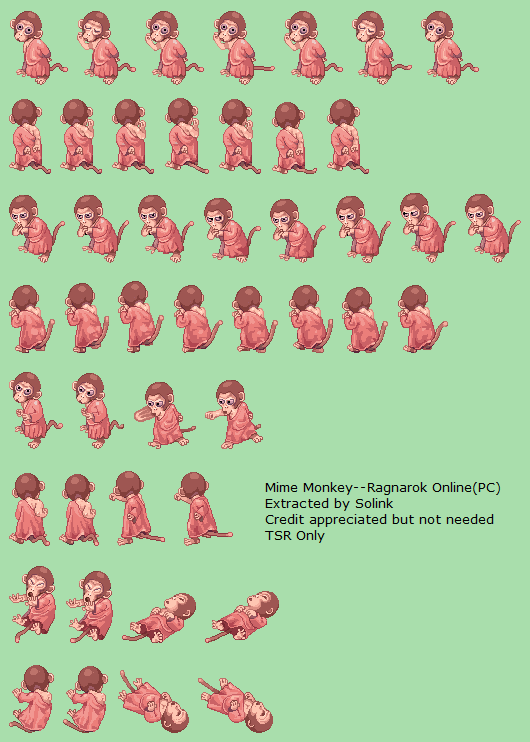 Mime Monkey--Ragnarok Online(PC)
Extracted by Solink
Credit appreciated but not needed
TSR Only